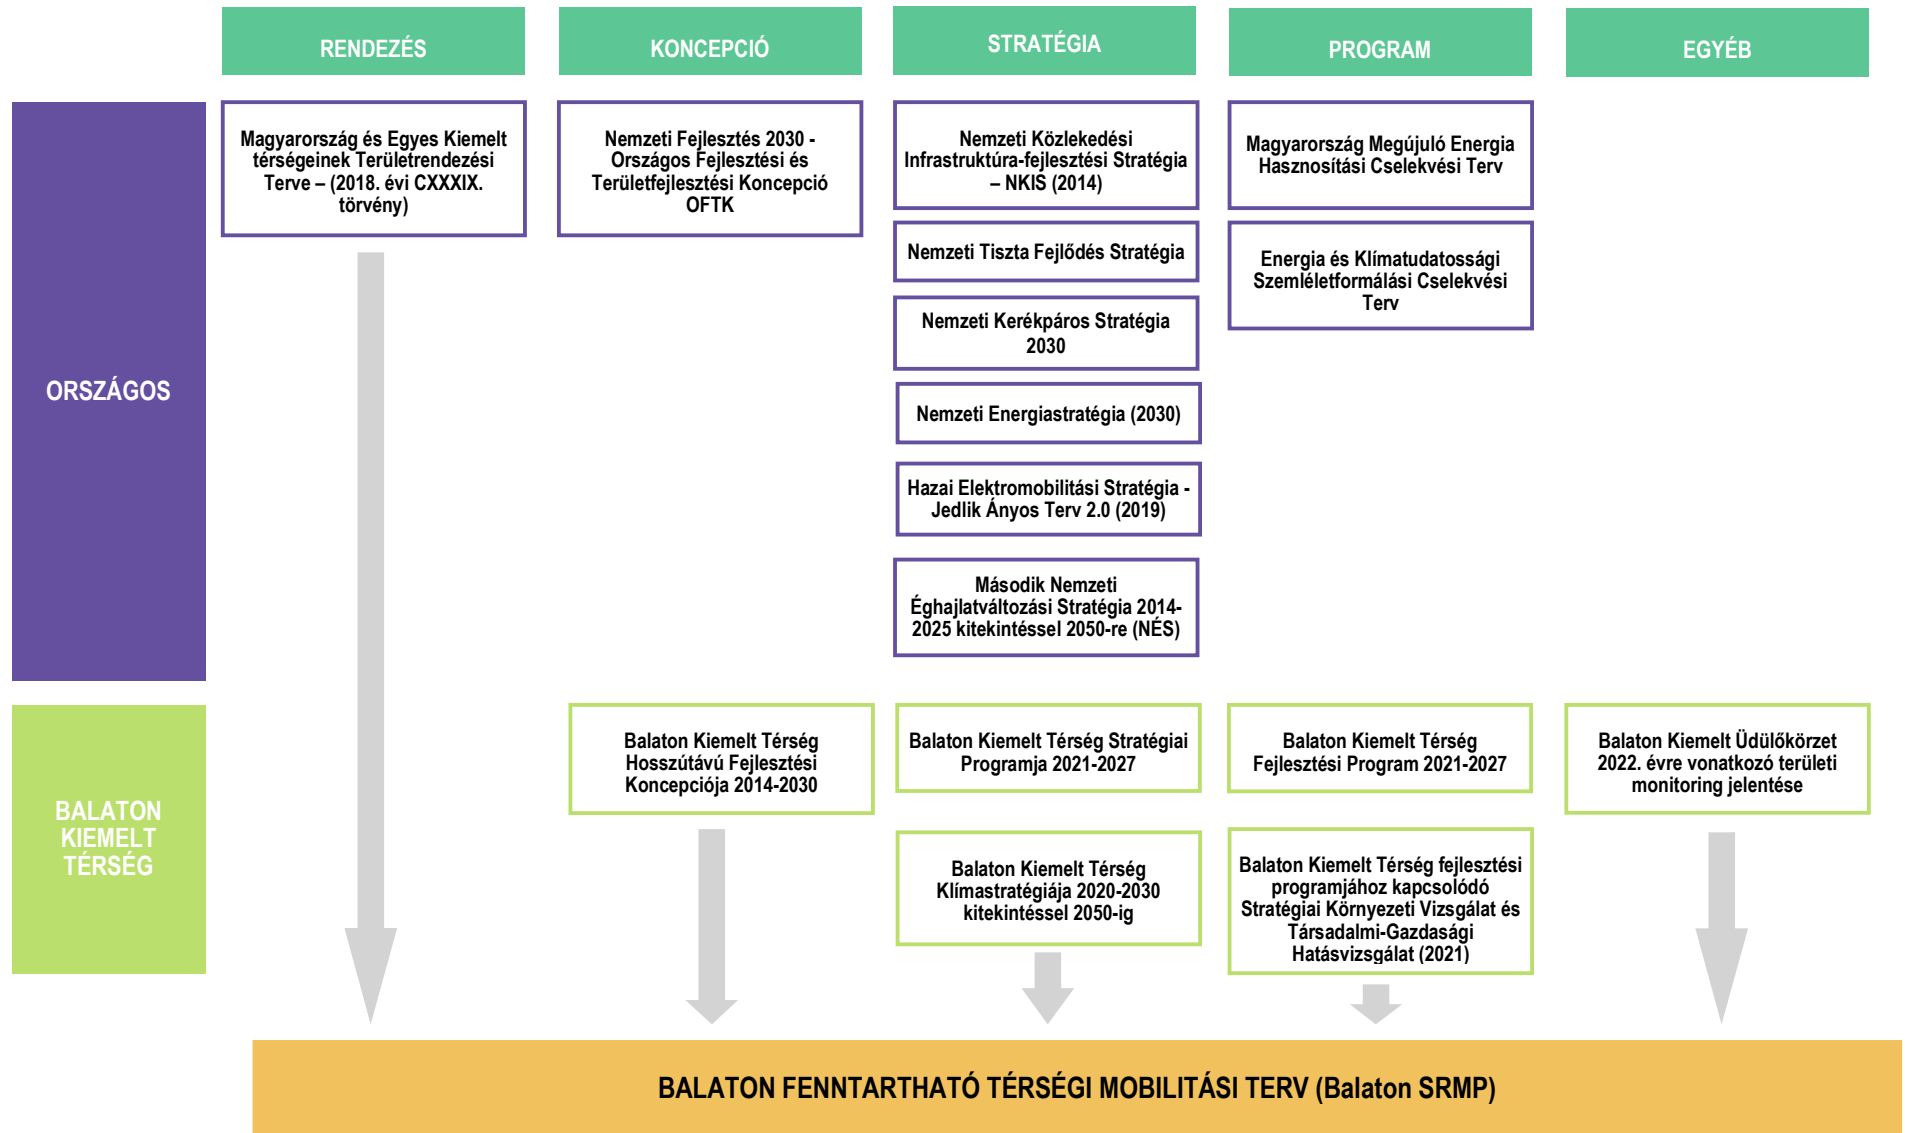 RENDEZÉS
KONCEPCIÓ
STRATÉGIA
PROGRAM
EGYÉB
ORSZÁGOS
Magyarország és Egyes Kiemelt
térségeinek Területrendezési
Terve – (2018. évi CXXXIX.
törvény)
Nemzeti Fejlesztés 2030 -
Országos Fejlesztési és
Területfejlesztési Koncepció
OFTK
Nemzeti Közlekedési
Infrastruktúra-fejlesztési Stratégia
– NKIS (2014)
Nemzeti Tiszta Fejlődés Stratégia
Nemzeti Kerékpáros Stratégia
2030
Nemzeti Energiastratégia (2030)
Hazai Elektromobilitási Stratégia -
Jedlik Ányos Terv 2.0 (2019)
Második Nemzeti
Éghajlatváltozási Stratégia 2014-
2025 kitekintéssel 2050-re (NÉS)
Magyarország Megújuló Energia
Hasznosítási Cselekvési Terv
Energia és Klímatudatossági
Szemléletformálási Cselekvési
Terv
BALATON
KIEMELT
TÉRSÉG
Balaton Kiemelt Térség
Hosszútávú Fejlesztési
Koncepciója 2014-2030
Balaton Kiemelt Térség Stratégiai
Programja 2021-2027
Balaton Kiemelt Térség
Klímastratégiája 2020-2030
kitekintéssel 2050-ig
Balaton Kiemelt Térség
Fejlesztési Program 2021-2027
Balaton Kiemelt Térség fejlesztési
programjához kapcsolódó
Stratégiai Környezeti Vizsgálat és
Társadalmi-Gazdasági
Hatásvizsgálat (2021)
Balaton Kiemelt Üdülőkörzet
2022. évre vonatkozó területi
monitoring jelentése
BALATON FENNTARTHATÓ TÉRSÉGI MOBILITÁSI TERV (Balaton SRMP)